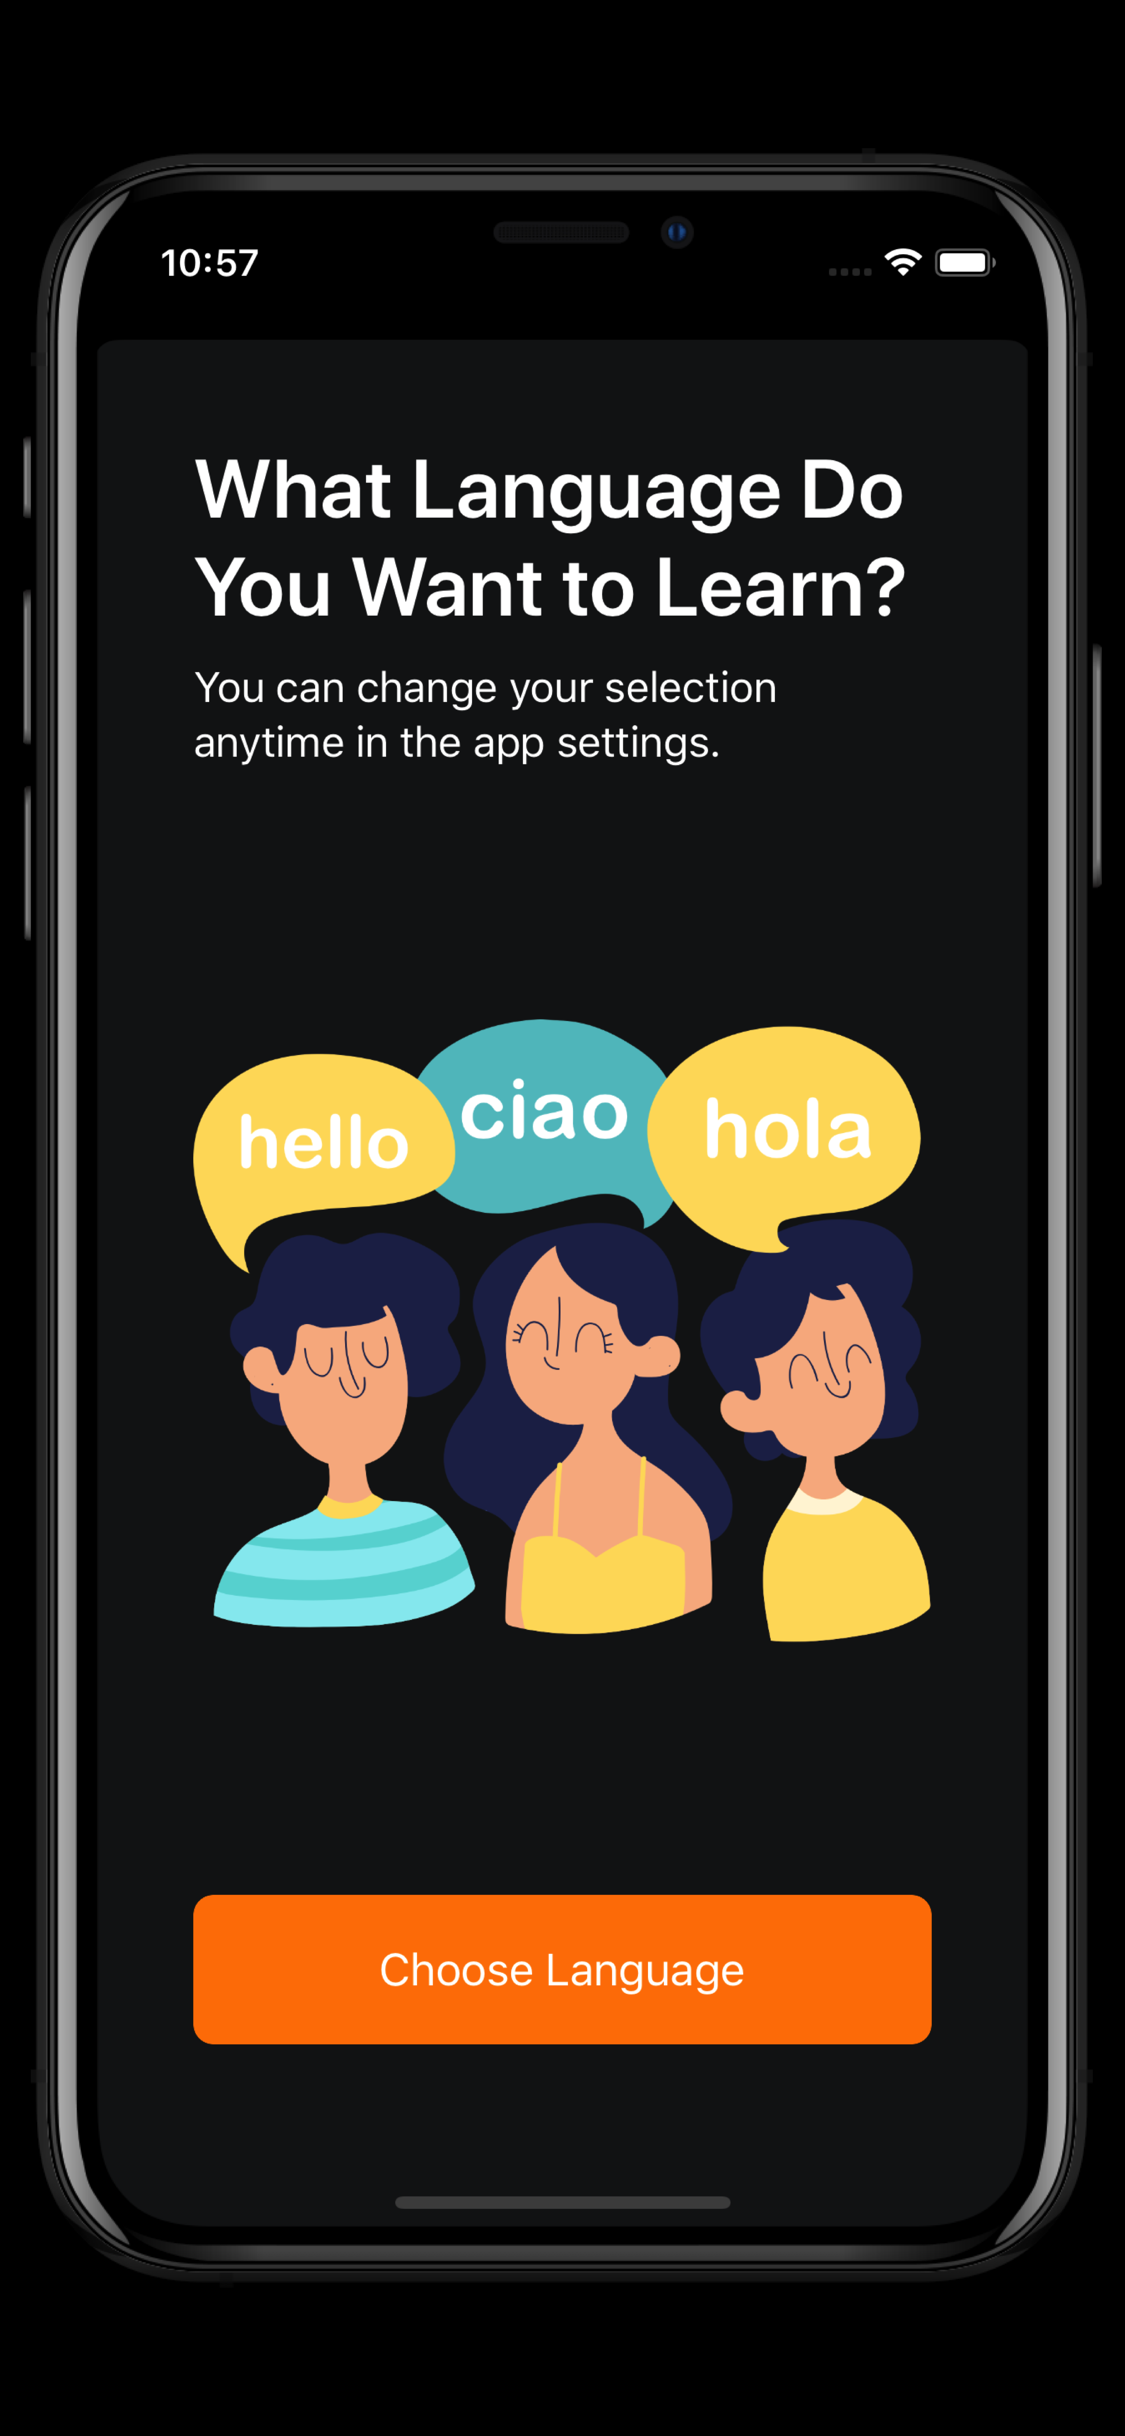 10:57
What Language Do
You Want to Learn?
You can change your selection
anytime in the app settings.
hello
ciao
hola
Choose Language